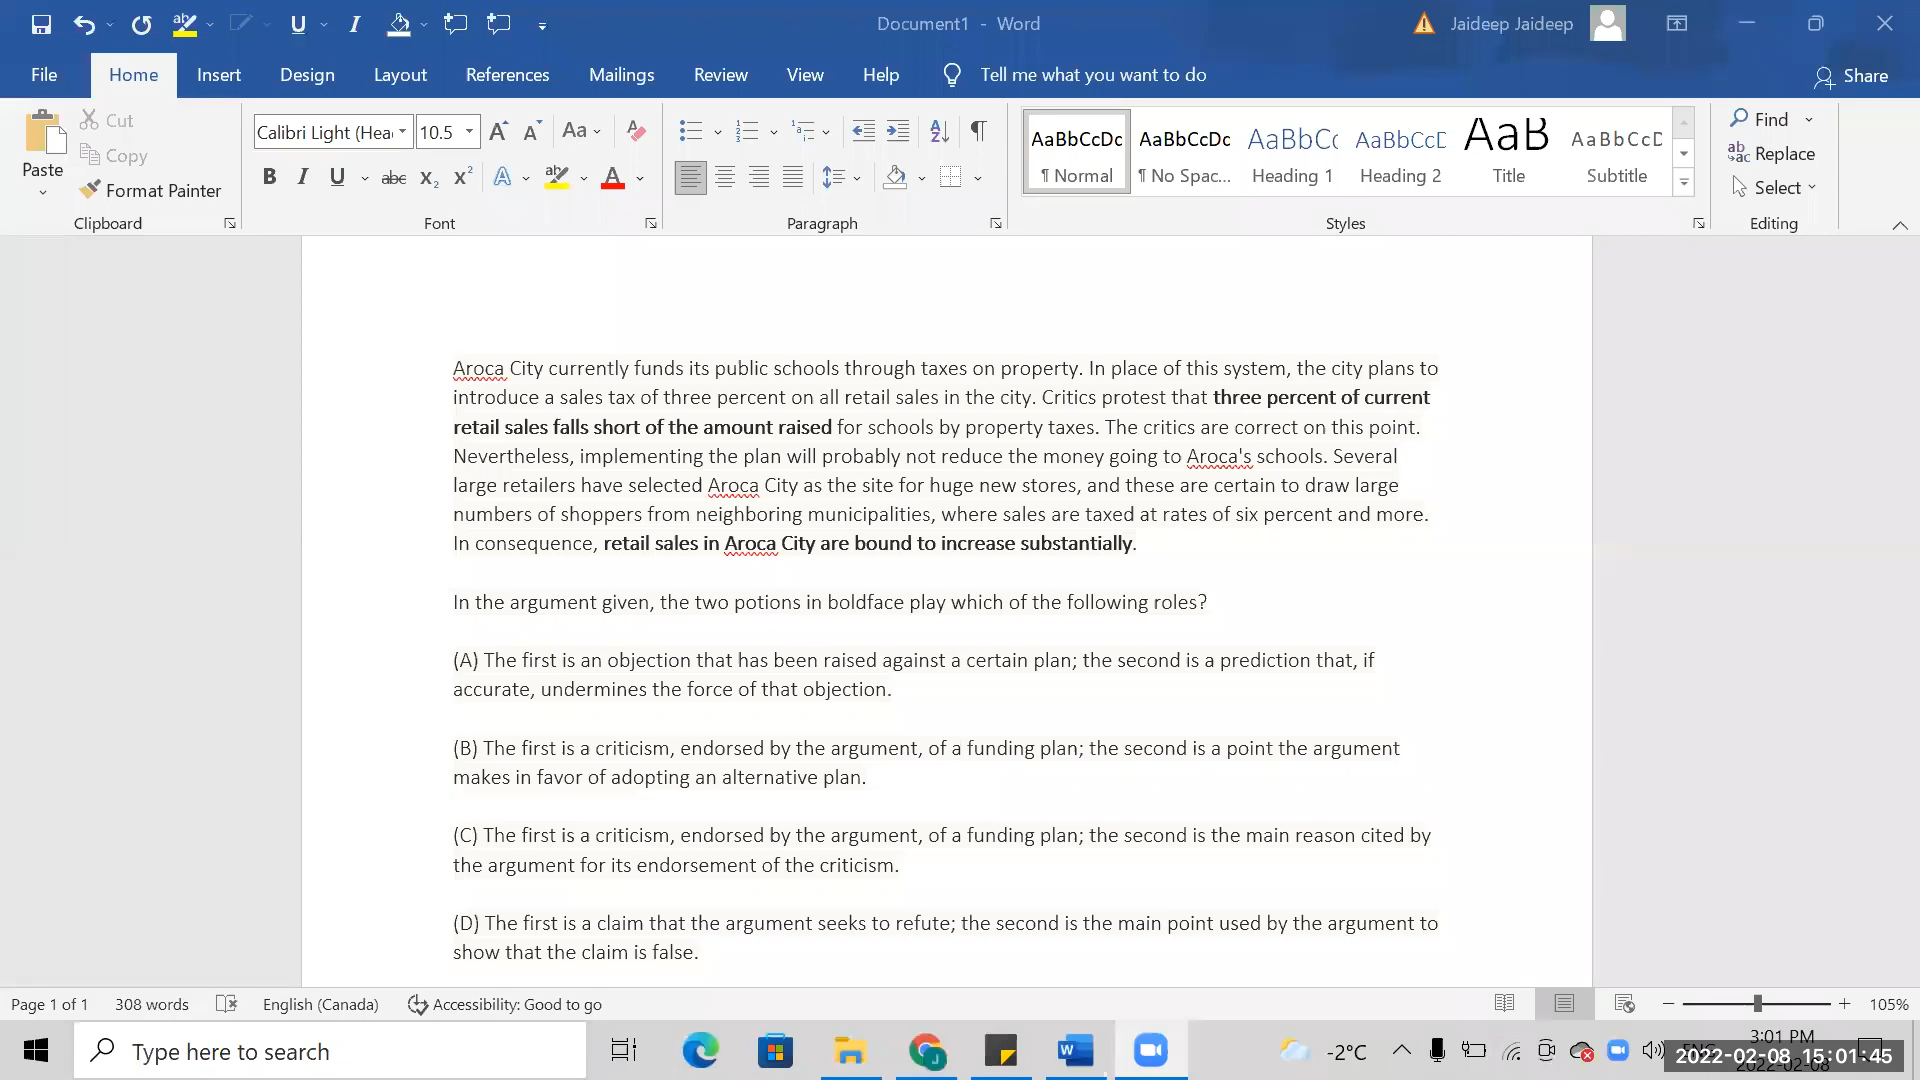 Document1 - Word
Jaideep Jaideep
File Home Insert Design Layout References Mailings Review View Help Tell me what you want to do Share
Paste
Cut
Copy
Format Painter
Clipboard
Calibri Light (Hea 10.5
Font
Paragraph
AaBbCcDc AaBbCcDc AaBbCc AaBbCcD AaB AaBbCcD
¶ Normal ¶ No Spac... Heading 1 Heading 2 Title Subtitle
Styles
Find
Replace
Select
Editing
Aroca City currently funds its public schools through taxes on property. In place of this system, the city plans to
introduce a sales tax of three percent on all retail sales in the city. Critics protest that three percent of current
retail sales falls short of the amount raised for schools by property taxes. The critics are correct on this point.
Nevertheless, implementing the plan will probably not reduce the money going to Aroca's schools. Several
large retailers have selected Aroca City as the site for huge new stores, and these are certain to draw large
numbers of shoppers from neighboring municipalities, where sales are taxed at rates of six percent and more.
In consequence, retail sales in Aroca City are bound to increase substantially.
In the argument given, the two potions in boldface play which of the following roles?
(A) The first is an objection that has been raised against a certain plan; the second is a prediction that, if
accurate, undermines the force of that objection.
(B) The first is a criticism, endorsed by the argument, of a funding plan; the second is a point the argument
makes in favor of adopting an alternative plan.
(C) The first is a criticism, endorsed by the argument, of a funding plan; the second is the main reason cited by
the argument for its endorsement of the criticism.
(D) The first is a claim that the argument seeks to refute; the second is the main point used by the argument to
show that the claim is false.
Page 1 of 1 308 words English (Canada) Accessibility: Good to go 105%
Type here to search
-2°C
3:01 PM
2022-02-08 15:01:45
2022-02-08